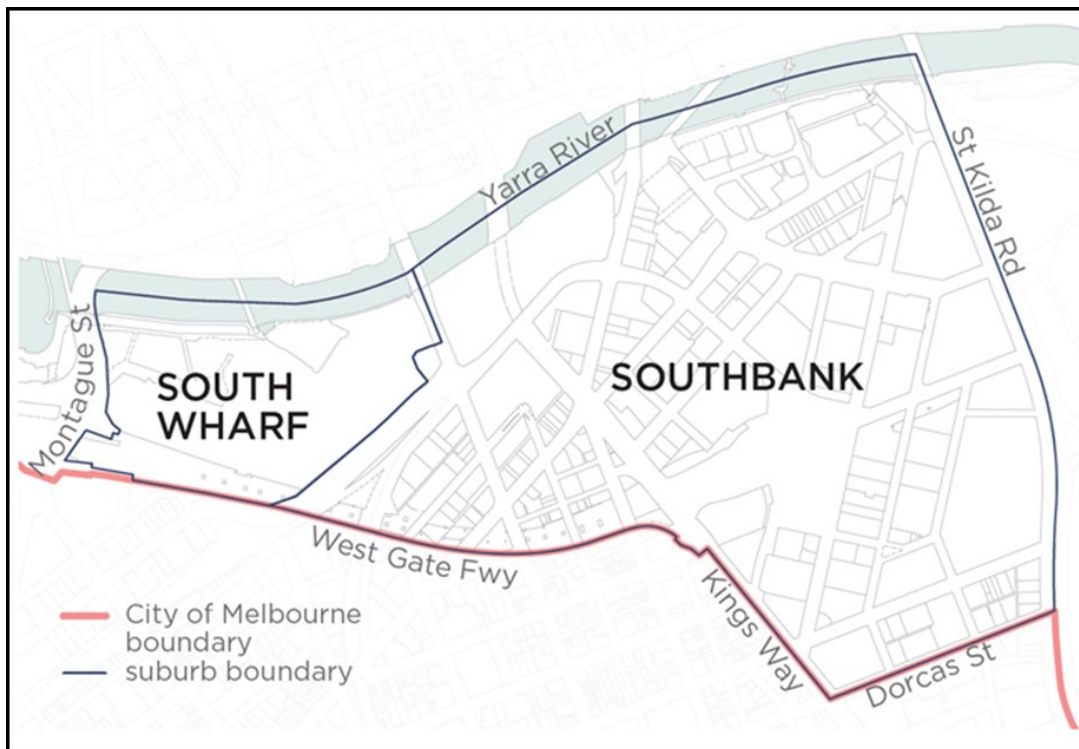 Yarra River
St Kilda Rd
Montague St
SOUTH
WHARF
SOUTHBANK
West Gate Fwy
Kings Way
Dorcas St
City of Melbourne
boundary
suburb boundary